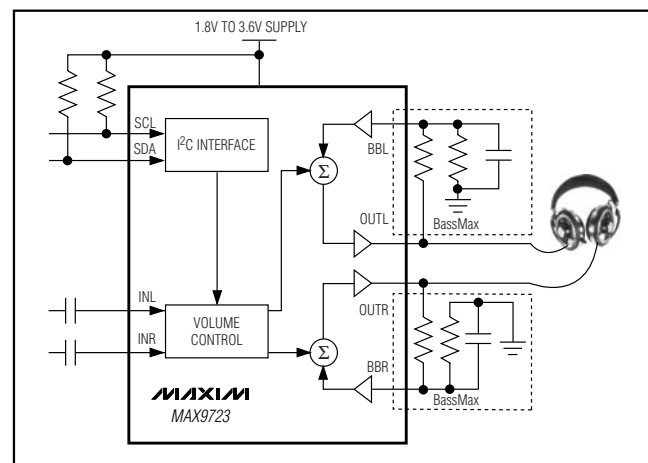 1.8V TO 3.6V SUPPLY
SCL
SDA
I²C INTERFACE
BBL
Σ
BassMax
OUTL
INL
INR
VOLUME
CONTROL
OUTR
Σ
BBR
BassMax
MAXIM
MAX9723